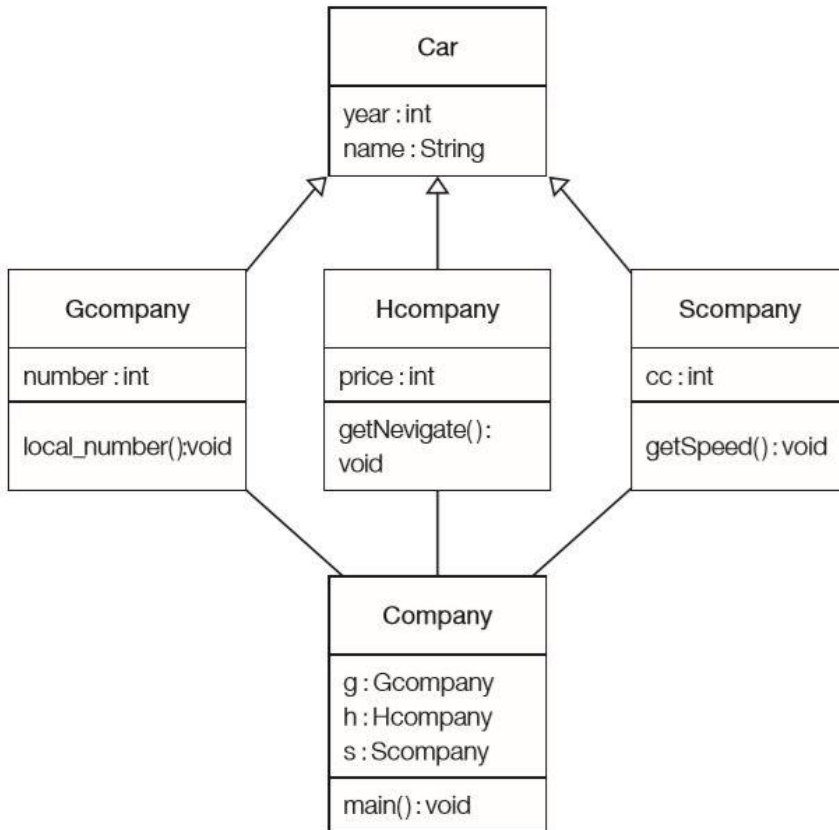 Car
year : int
name : String
Gcompany
number : int
local_number():void
Hcompany
price : int
getNevigate() :
void
Scompany
cc : int
getSpeed() : void
Company
g : Gcompany
h : Hcompany
s : Scompany
main() : void